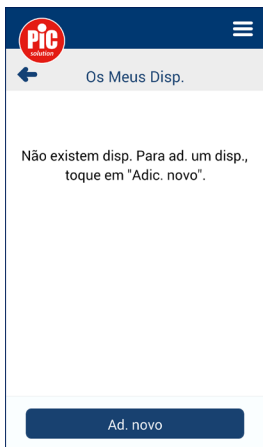 PiC
solution
Os Meus Disp.
Não existem disp. Para ad. um disp.,
toque em "Adic. novo".
Ad. novo